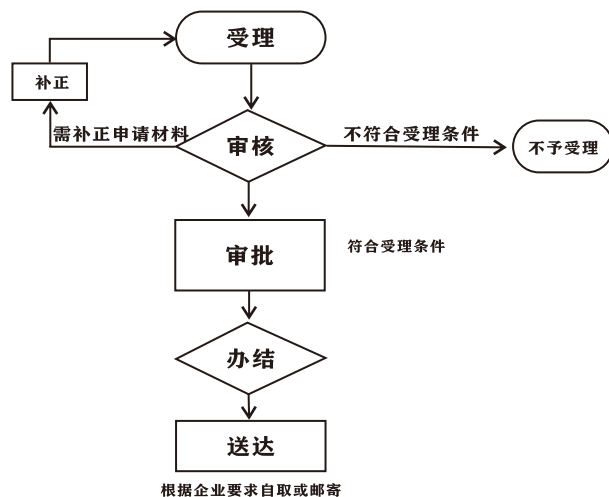 受理
补正
需补正申请材料
审核
不符合受理条件
不予受理
审批
符合受理条件
办结
送达
根据企业要求自取或邮寄